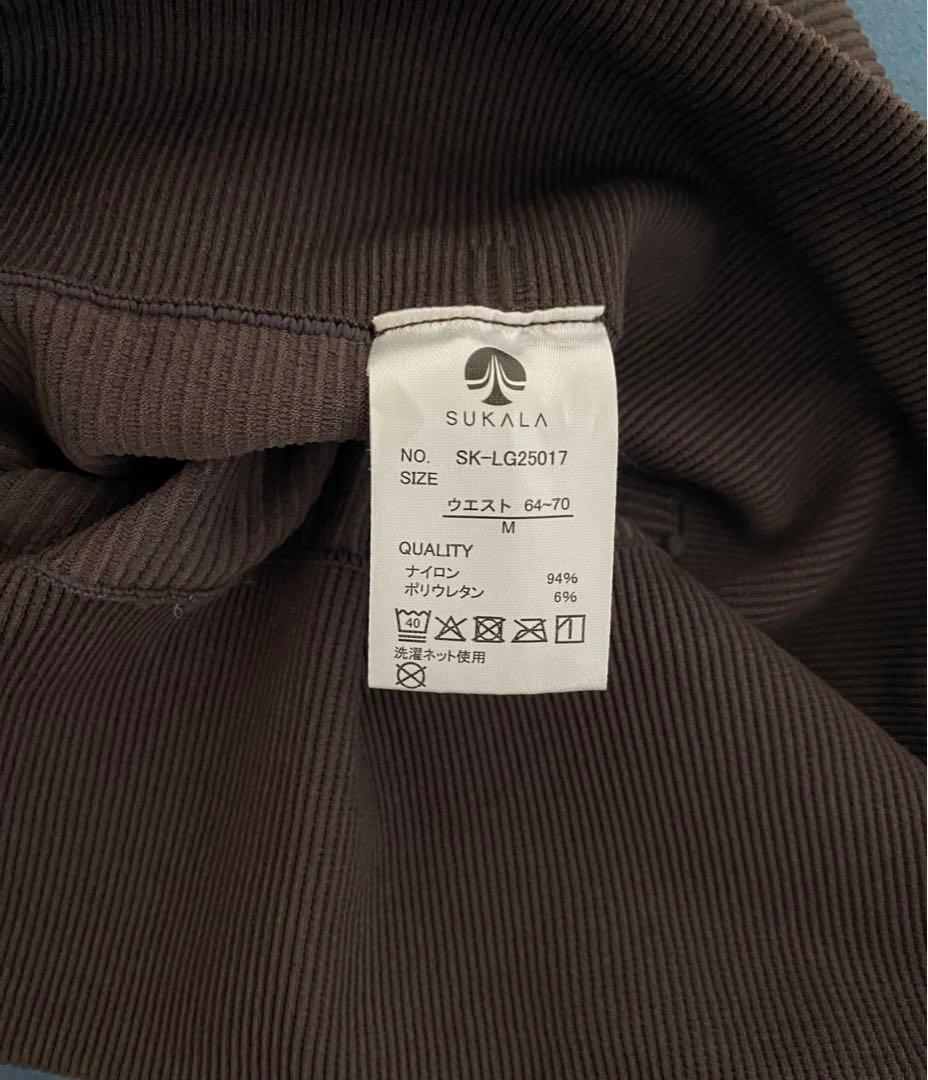 SUKALA
NO. SK-LG25017
SIZE
ウエスト 64~70
M
QUALITY
ナイロン 94%
ポリウレタン 6%
40
洗濯ネット使用